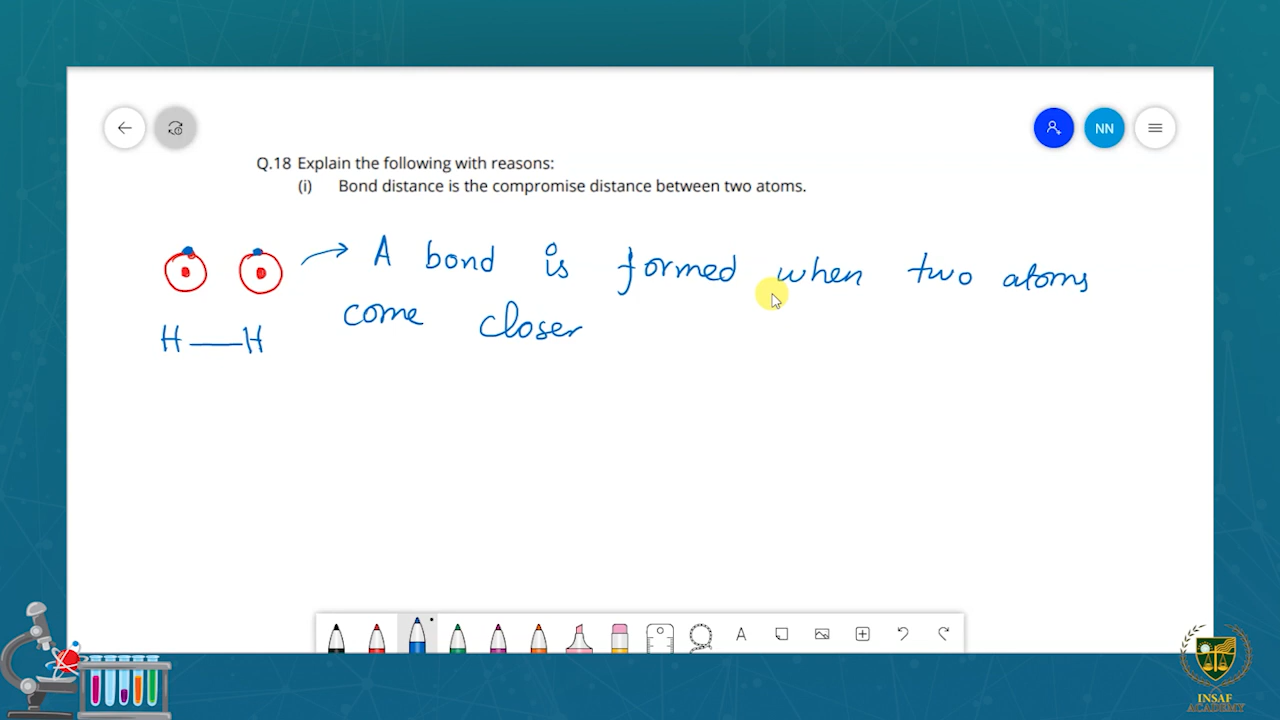 NN
Q.18 Explain the following with reasons:
(i) Bond distance is the compromise distance between two atoms.
A bond is formed when two atoms
come closer
H — H
A
INSAF
ACADEMY